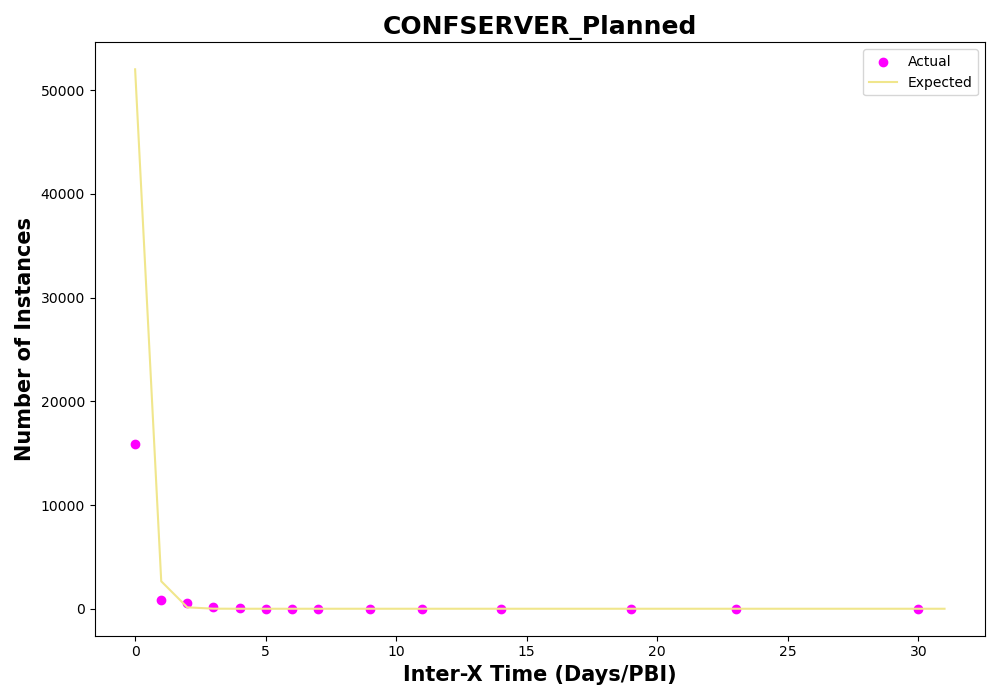 CONFSERVER_Planned
Actual
Expected
Number of Instances
50000
40000
30000
20000
10000
0
0
5
10
15
20
25
30
Inter-X Time (Days/PBI)